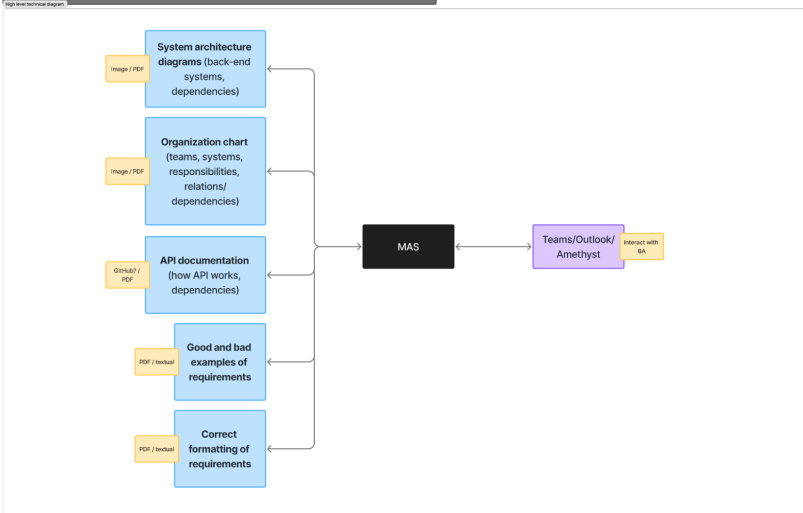 High level technical diagram
System architecture
diagrams (back-end
systems,
dependencies)
image / PDF
Organization chart
(teams, systems,
responsibilities,
relations/
dependencies)
Image / PDF
API documentation
(how API works,
dependencies)
GitHub? /
PDF
Good and bad
examples of
requirements
PDF / textual
Correct
formatting of
requirements
PDF / textual
MAS
Teams/Outlook/
Amethyst
Interact with
BA